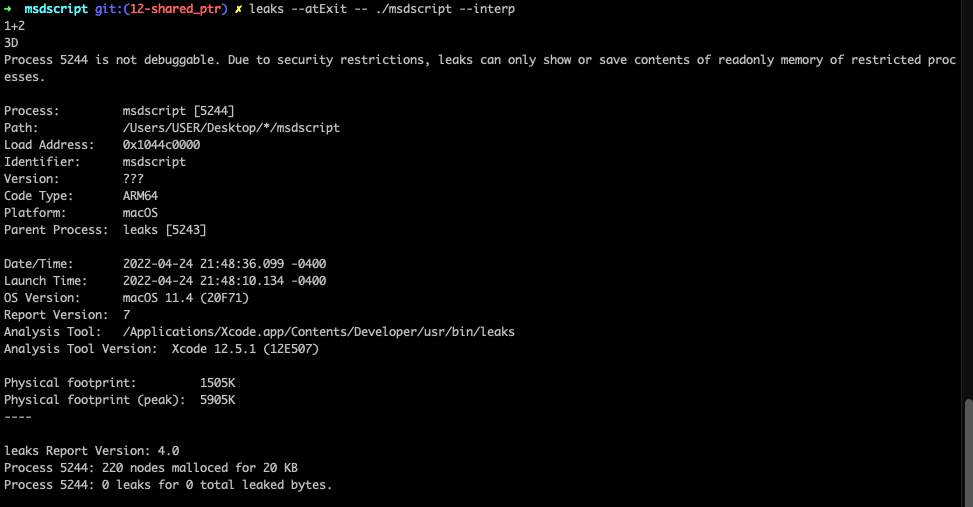 → msdscript git:(12-shared_ptr) ✗ leaks --atExit -- ./msdscript --interp
1+2
3D
Process 5244 is not debuggable. Due to security restrictions, leaks can only show or save contents of readonly memory of restricted proc
esses.
Process: msdscript [5244]
Path: /Users/USER/Desktop/*/msdscript
Load Address: 0x1044c0000
Identifier: msdscript
Version: ???
Code Type: ARM64
Platform: macOS
Parent Process: leaks [5243]
Date/Time: 2022-04-24 21:48:36.099 -0400
Launch Time: 2022-04-24 21:48:10.134 -0400
OS Version: macOS 11.4 (20F71)
Report Version: 7
Analysis Tool: /Applications/Xcode.app/Contents/Developer/usr/bin/leaks
Analysis Tool Version: Xcode 12.5.1 (12E507)
Physical footprint: 1505K
Physical footprint (peak): 5905K
----
leaks Report Version: 4.0
Process 5244: 220 nodes malloced for 20 KB
Process 5244: 0 leaks for 0 total leaked bytes.